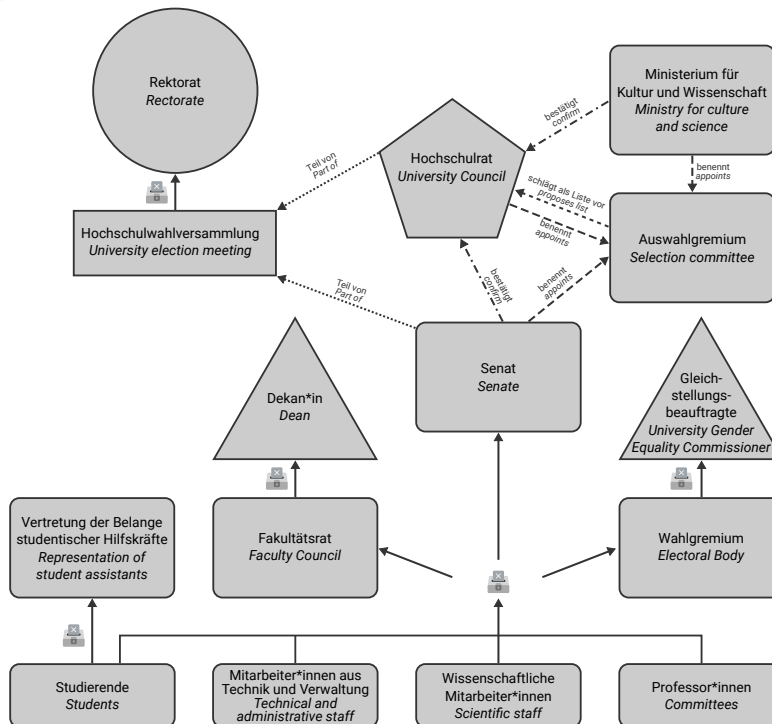 Rektorat
Rectorate
Ministerium für
Kultur und Wissenschaft
Ministry for culture
and science
bestätigt
confirm
Hochschulrat
University Council
Teil von
Part of
benennt
appoints
schlägt als Liste vor
proposes list
benennt
appoints
Hochschulwahlversammlung
University election meeting
Auswahlgremium
Selection committee
Teil von
Part of
bestätigt
confirm
benennt
appoints
Senat
Senate
Dekan*in
Dean
Gleich-
stellungs-
beauftragte
University Gender
Equality Commissioner
Vertretung der Belange
studentischer Hilfskräfte
Representation of
student assistants
Fakultätsrat
Faculty Council
Wahlgremium
Electoral Body
Studierende
Students
Mitarbeiter*innen aus
Technik und Verwaltung
Technical and
administrative staff
Wissenschaftliche
Mitarbeiter*innen
Scientific staff
Professor*innen
Committees